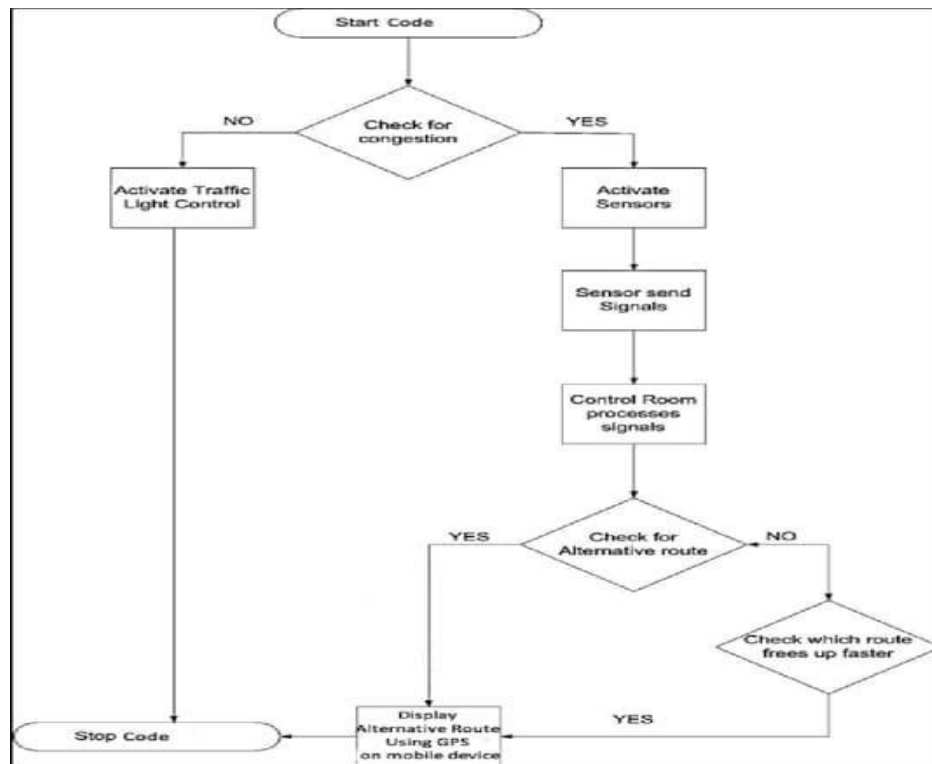 Start Code
NO
YES
Check for
congestion
Activate Traffic
Light Control
Activate
Sensors
Sensor send
Signals
Control Room
processes
signals
YES
Check for
Alternative route
NO
Check which route
frees up faster
YES
Display
Alternative Route
Using GPS
on mobile device
Stop Code